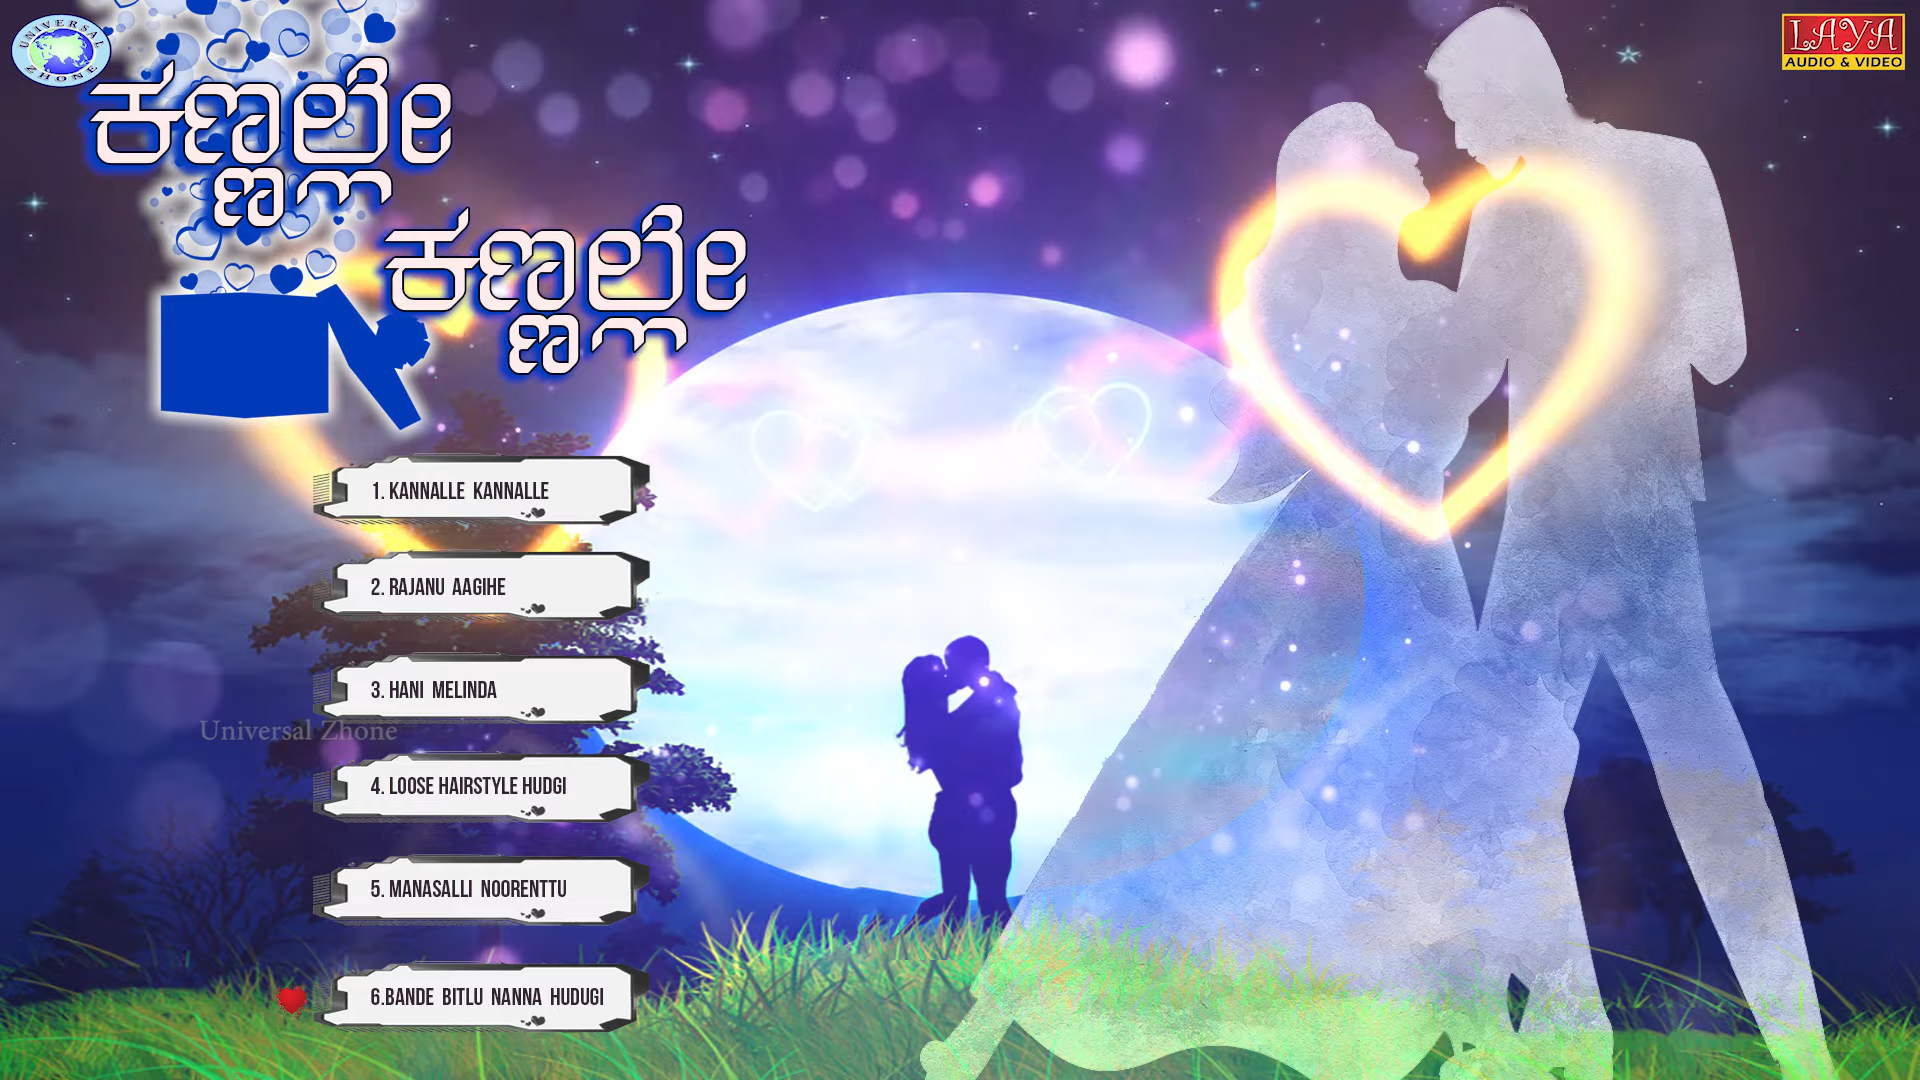 UNIVERSAL
ZHONE
LAYA
AUDIO & VIDEO
ಕಣ್ಣಲ್ಲೇ
ಕಣ್ಣಲ್ಲೇ
1. KANNALLE KANNALLE
2. RAJANU AAGIHE
3. HANI MELINDA
Universal Zhone
4. LOOSE HAIRSTYLE HUDGI
5. MANASALLI NOORENTTU
6.BANDE BITLU NANNA HUDUGI